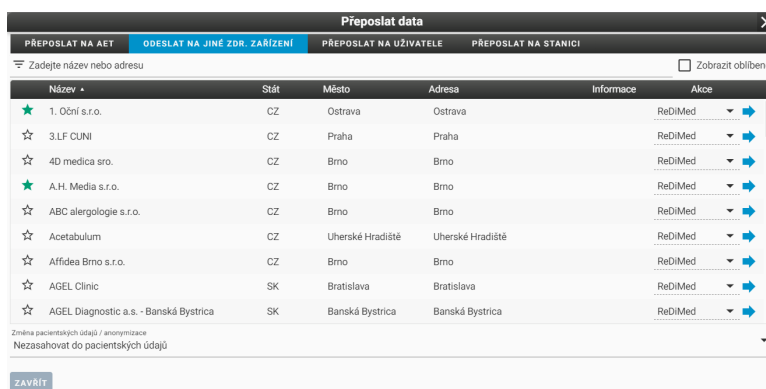 Přeposlat data
PŘEPOSLAT NA AET ODESLAT NA JINÉ ZDR. ZAŘÍZENÍ PŘEPOSLAT NA UŽIVATELE PŘEPOSLAT NA STANICI
Zadejte název nebo adresu Zobrazit oblíben
Název Stát Město Adresa Informace Akce
1. Oční s.r.o. CZ Ostrava Ostrava ReDiMed
3.LF CUNI CZ Praha Praha ReDiMed
4D medica sro. CZ Brno Brno ReDiMed
A.H. Media s.r.o. CZ Brno Brno ReDiMed
ABC alergologie s.r.o. CZ Brno Brno ReDiMed
Acetabulum CZ Uherské Hradiště Uherské Hradiště ReDiMed
Affidea Brno s.r.o. CZ Brno Brno ReDiMed
AGEL Clinic SK Bratislava Bratislava ReDiMed
AGEL Diagnostic a.s. - Banská Bystrica SK Banská Bystrica Banská Bystrica ReDiMed
Změna pacientských údajů / anonymizace
Nezasahovat do pacientských údajů
ZAVŘÍT